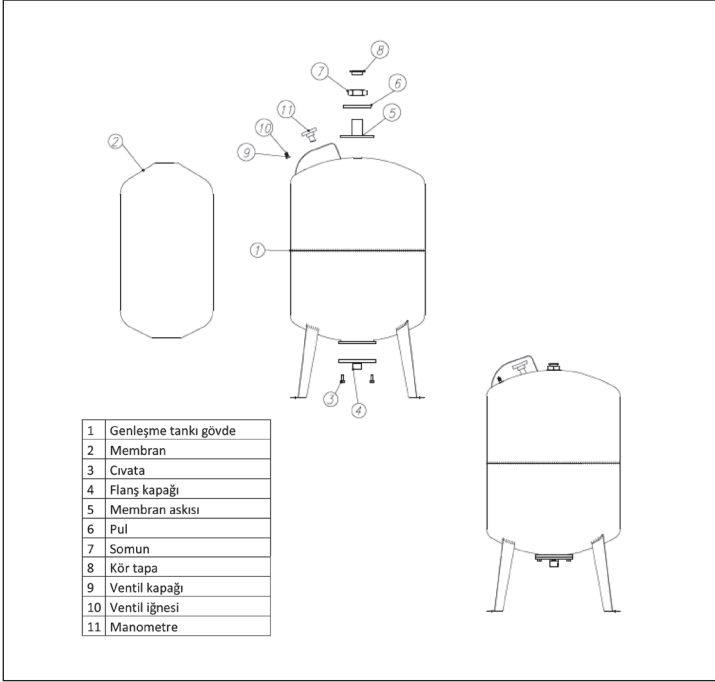 8
7
6
11
5
10
2
9
1
3
4
1 Genleşme tankı gövde
2 Membran
3 Cıvata
4 Flanş kapağı
5 Membran askısı
6 Pul
7 Somun
8 Kör tapa
9 Ventil kapağı
10 Ventil iğnesi
11 Manometre